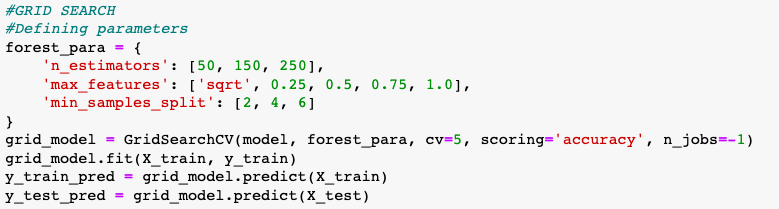 #GRID SEARCH
#Defining parameters
forest_para = {
    'n_estimators': [50, 150, 250],
    'max_features': ['sqrt', 0.25, 0.5, 0.75, 1.0],
    'min_samples_split': [2, 4, 6]
}
grid_model = GridSearchCV(model, forest_para, cv=5, scoring='accuracy', n_jobs=-1)
grid_model.fit(X_train, y_train)
y_train_pred = grid_model.predict(X_train)
y_test_pred = grid_model.predict(X_test)